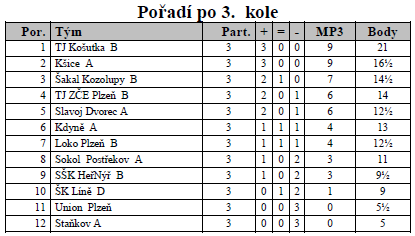 Pořadí po 3. kole
Por. Tým Part. + = - MP3 Body
1 TJ Košutka B 3 3 0 0 9 21
2 Kšice A 3 3 0 0 9 16½
3 Šakal Kozolupy B 3 2 1 0 7 14½
4 TJ ZČE Plzeň B 3 2 0 1 6 14
5 Slavoj Dvorec A 3 2 0 1 6 12½
6 Kdyně A 3 1 1 1 4 13
7 Loko Plzeň B 3 1 1 1 4 12½
8 Sokol Postřekov A 3 1 0 2 3 11
9 SŠK HeřNýř B 3 1 0 2 3 9½
10 ŠK Líně D 3 0 1 2 1 9
11 Union Plzeň 3 0 0 3 0 5½
12 Staňkov A 3 0 0 3 0 5